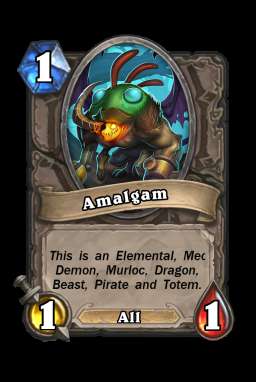 1
Amalgam
This is an Elemental, Mec
Demon, Murloc, Dragon,
Beast, Pirate and Totem.
1 All 1